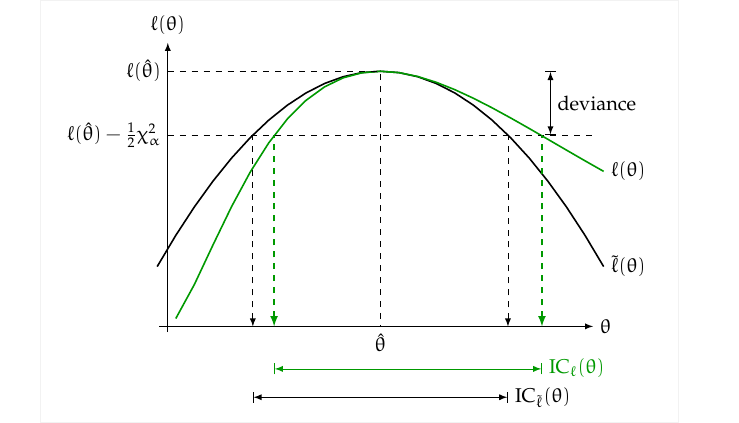 ℓ(θ)
ℓ(θ̂)
deviance
ℓ(θ̂) − ½χ²α
ℓ(θ)
ℓ̃(θ)
θ
θ̂
ICℓ(θ)
ICℓ̃(θ)